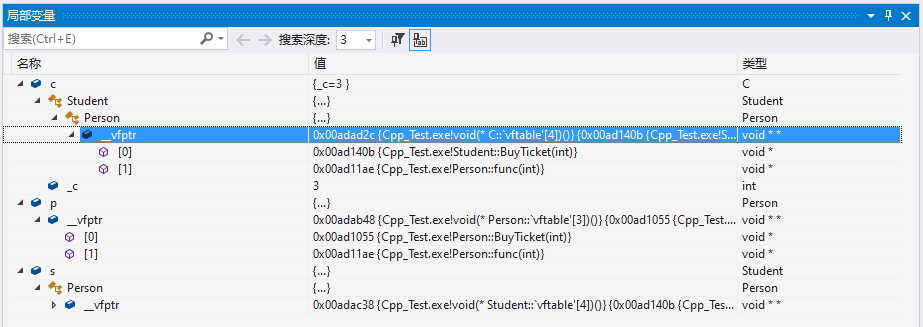 局部变量
搜索(Ctrl+E) 搜索深度: 3
名称 值 类型
c {_c=3 } C
Student {...} Student
Person {...} Person
__vfptr 0x00adad2c {Cpp_Test.exe!void(* C::`vftable'[4])()} {0x00ad140b {Cpp_Test.exe!S... void * *
[0] 0x00ad140b {Cpp_Test.exe!Student::BuyTicket(int)} void *
[1] 0x00ad11ae {Cpp_Test.exe!Person::func(int)} void *
_c 3 int
p {...} Person
__vfptr 0x00adab48 {Cpp_Test.exe!void(* Person::`vftable'[3])()} {0x00ad1055 {Cpp_Test.... void * *
[0] 0x00ad1055 {Cpp_Test.exe!Person::BuyTicket(int)} void *
[1] 0x00ad11ae {Cpp_Test.exe!Person::func(int)} void *
s {...} Student
Person {...} Person
__vfptr 0x00adac38 {Cpp_Test.exe!void(* Student::`vftable'[4])()} {0x00ad140b {Cpp_Tes... void * *